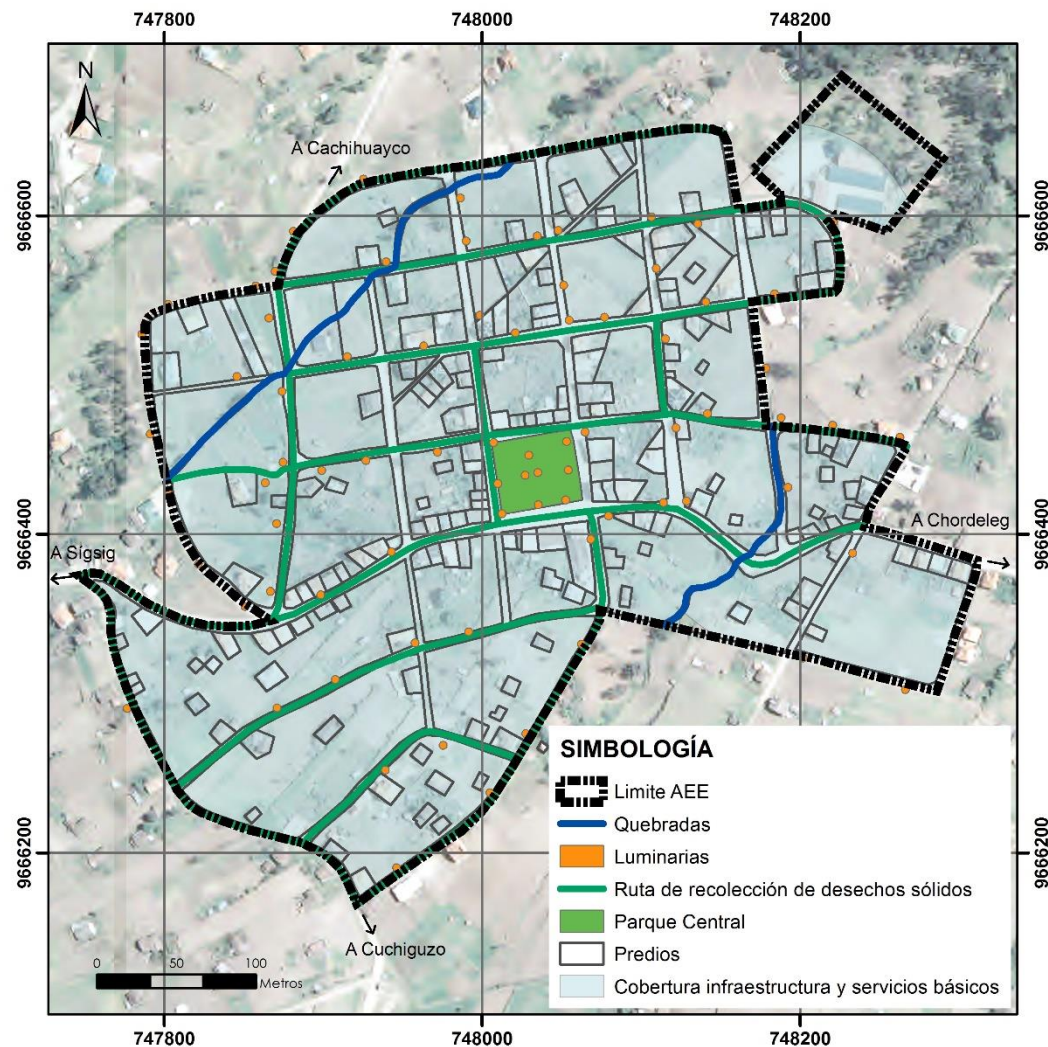 747800
748000
748200
N
A Cachihuayco
9666600
9666600
9666400
9666400
A Sígsig
A Chordeleg
SIMBOLOGÍA
Limite AEE
Quebradas
Luminarias
Ruta de recolección de desechos sólidos
Parque Central
Predios
Cobertura infraestructura y servicios básicos
9666200
9666200
A Cuchiguzo
0 50 100
Metros
747800
748000
748200